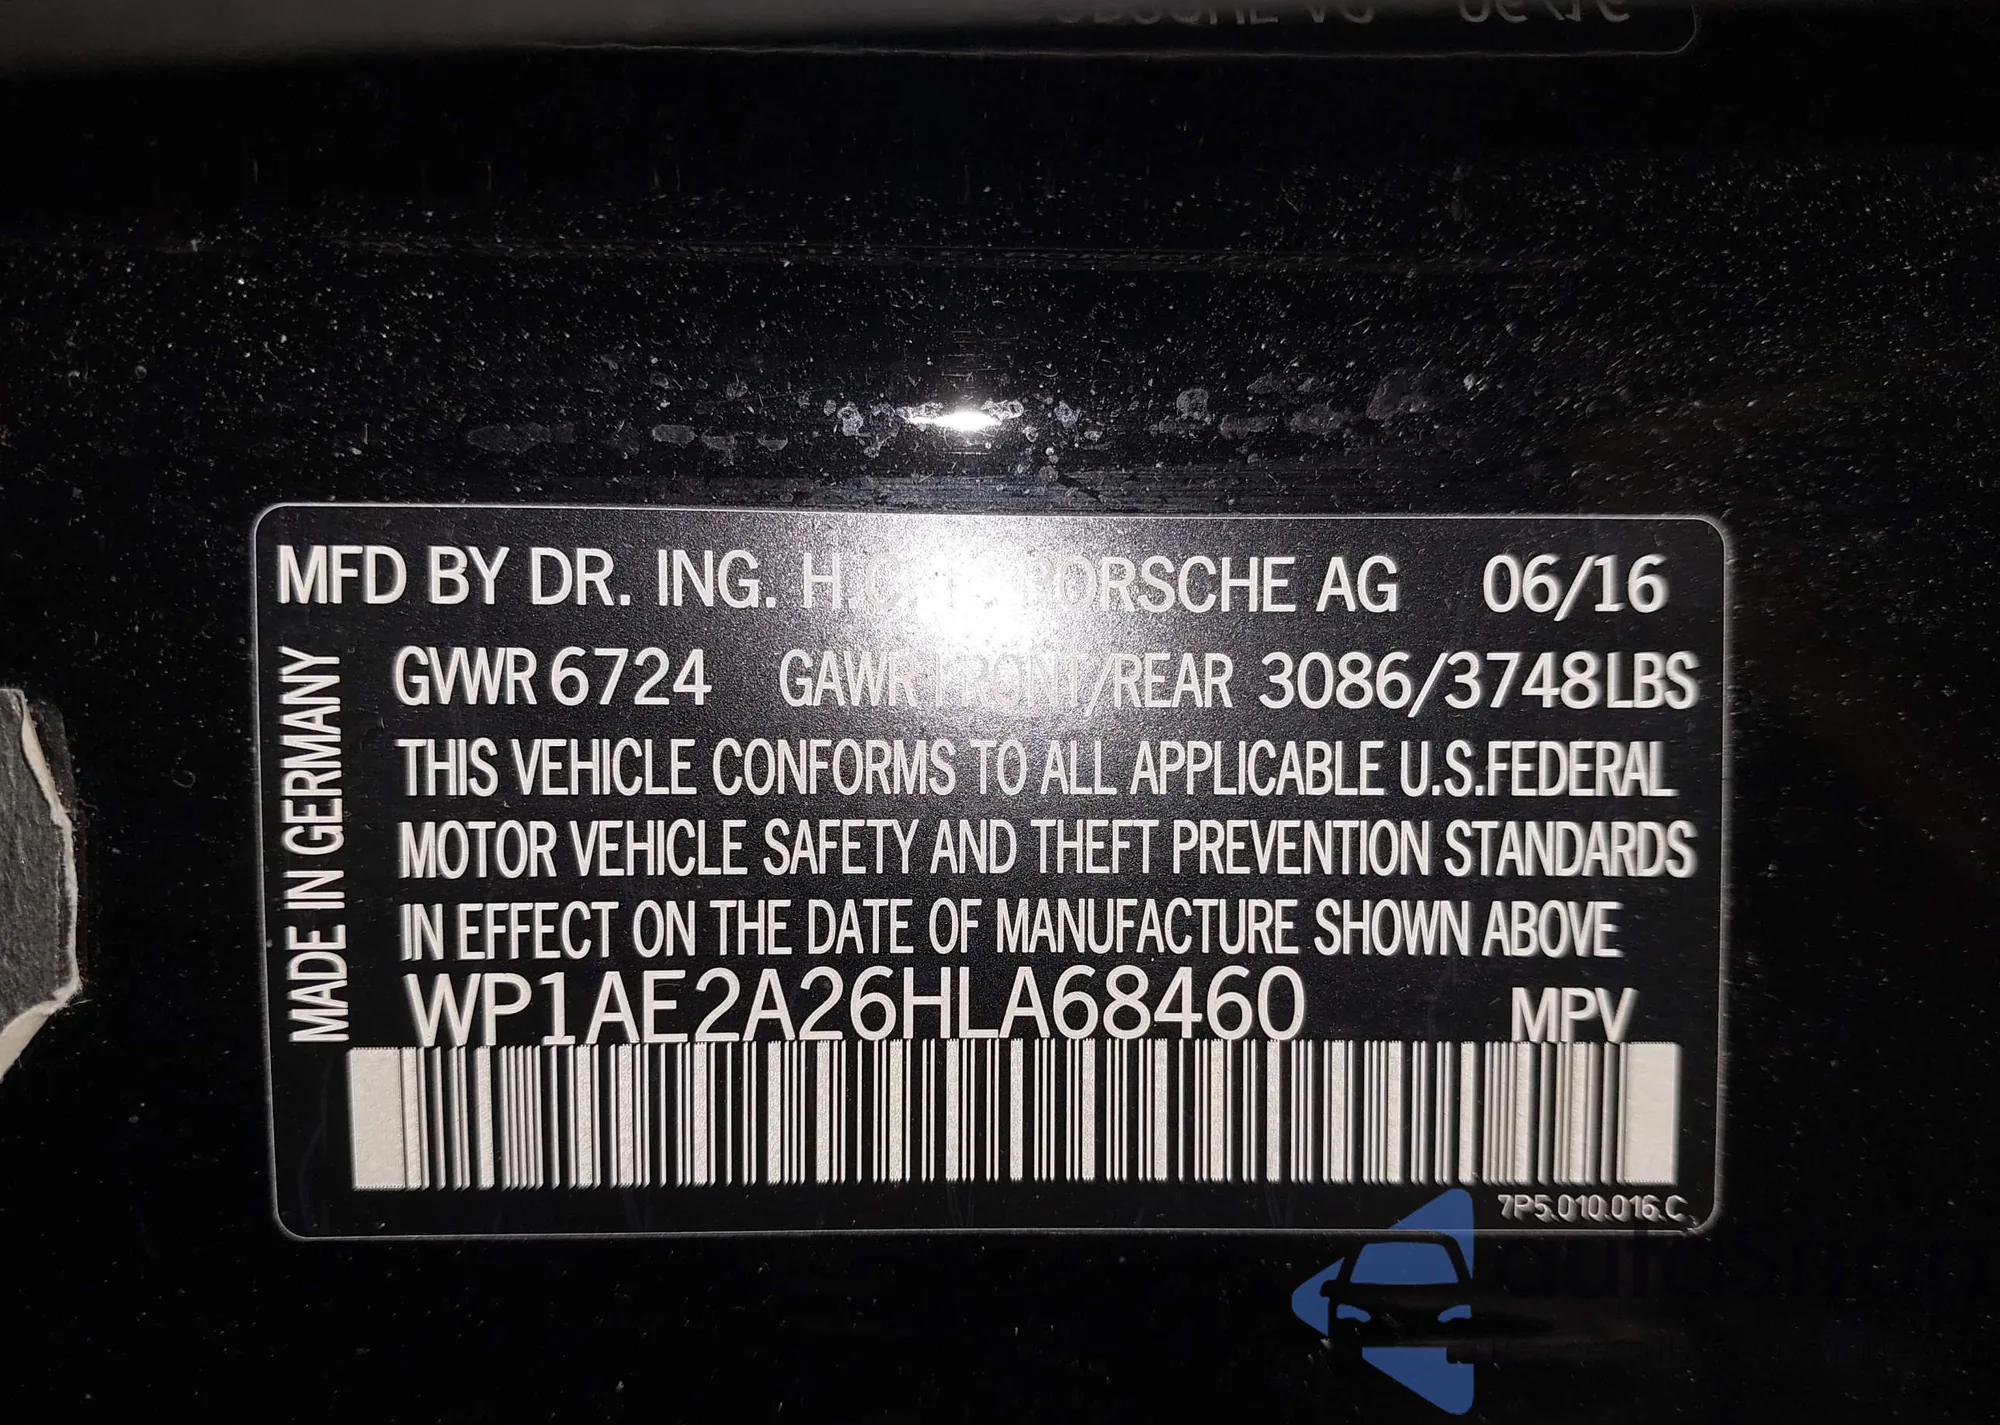 MFD BY DR. ING. H.C. PORSCHE AG 06/16
GVWR 6724 GAWR FRONT/REAR 3086/3748LBS
THIS VEHICLE CONFORMS TO ALL APPLICABLE U.S.FEDERAL
MOTOR VEHICLE SAFETY AND THEFT PREVENTION STANDARDS
IN EFFECT ON THE DATE OF MANUFACTURE SHOWN ABOVE
WP1AE2A26HLA68460 MPV
7P5.010.016.C
MADE IN GERMANY